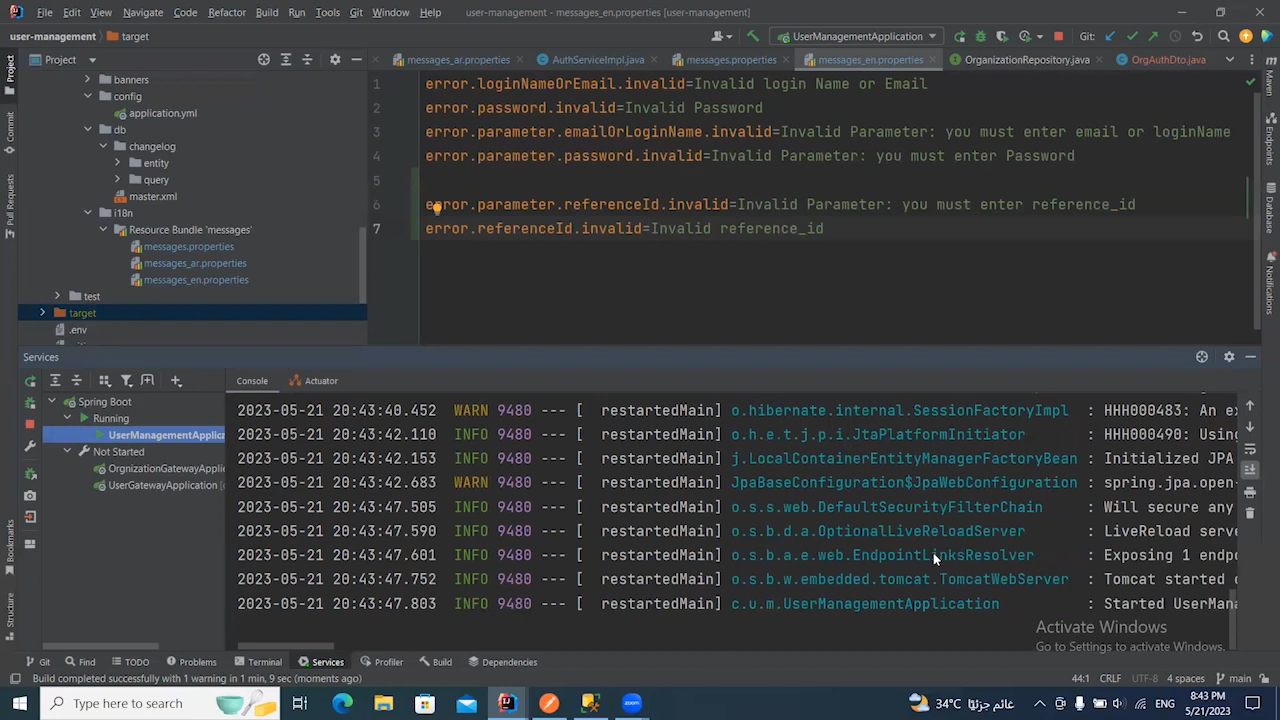 File Edit View Navigate Code Refactor Build Run Tools Git Window Help user-management - messages_en.properties [user-management]
user-management target UserManagementApplication Git:
Project messages_ar.properties AuthServiceImpl.java messages.properties messages_en.properties OrganizationRepository.java OrgAuthDto.java
banners
config
application.yml
db
changelog
entity
query
master.xml
i18n
Resource Bundle 'messages'
messages.properties
messages_ar.properties
messages_en.properties
test
target
.env
1 error.loginNameOrEmail.invalid=Invalid login Name or Email
2 error.password.invalid=Invalid Password
3 error.parameter.emailOrLoginName.invalid=Invalid Parameter: you must enter email or loginName
4 error.parameter.password.invalid=Invalid Parameter: you must enter Password
5
6 error.parameter.referenceId.invalid=Invalid Parameter: you must enter reference_id
7 error.referenceId.invalid=Invalid reference_id
Project
Commit
Pull Requests
Bookmarks
Structure
Maven
Endpoints
Database
Notifications
Services
Console Actuator
Spring Boot
Running
UserManagementApplica
Not Started
OrgnizationGatewayApplic
UserGatewayApplication
2023-05-21 20:43:40.452 WARN 9480 --- [ restartedMain] o.hibernate.internal.SessionFactoryImpl : HHH000483: An ex
2023-05-21 20:43:42.110 INFO 9480 --- [ restartedMain] o.h.e.t.j.p.i.JtaPlatformInitiator : HHH000490: Using
2023-05-21 20:43:42.153 INFO 9480 --- [ restartedMain] j.LocalContainerEntityManagerFactoryBean : Initialized JPA
2023-05-21 20:43:42.683 WARN 9480 --- [ restartedMain] JpaBaseConfiguration$JpaWebConfiguration : spring.jpa.open-
2023-05-21 20:43:47.505 INFO 9480 --- [ restartedMain] o.s.s.web.DefaultSecurityFilterChain : Will secure any
2023-05-21 20:43:47.590 INFO 9480 --- [ restartedMain] o.s.b.d.a.OptionalLiveReloadServer : LiveReload serve
2023-05-21 20:43:47.601 INFO 9480 --- [ restartedMain] o.s.b.a.e.web.EndpointLinksResolver : Exposing 1 endpo
2023-05-21 20:43:47.752 INFO 9480 --- [ restartedMain] o.s.b.w.embedded.tomcat.TomcatWebServer : Tomcat started o
2023-05-21 20:43:47.803 INFO 9480 --- [ restartedMain] c.u.m.UserManagementApplication : Started UserMana
Activate Windows
Go to Settings to activate Windows.
Git Find TODO Problems Terminal Services Profiler Build Dependencies
Build completed successfully with 1 warning in 1 min, 9 sec (moments ago) 44:1 CRLF UTF-8 4 spaces main
Type here to search 34°C غائم جزئيًا 8:43 PM
5/21/2023